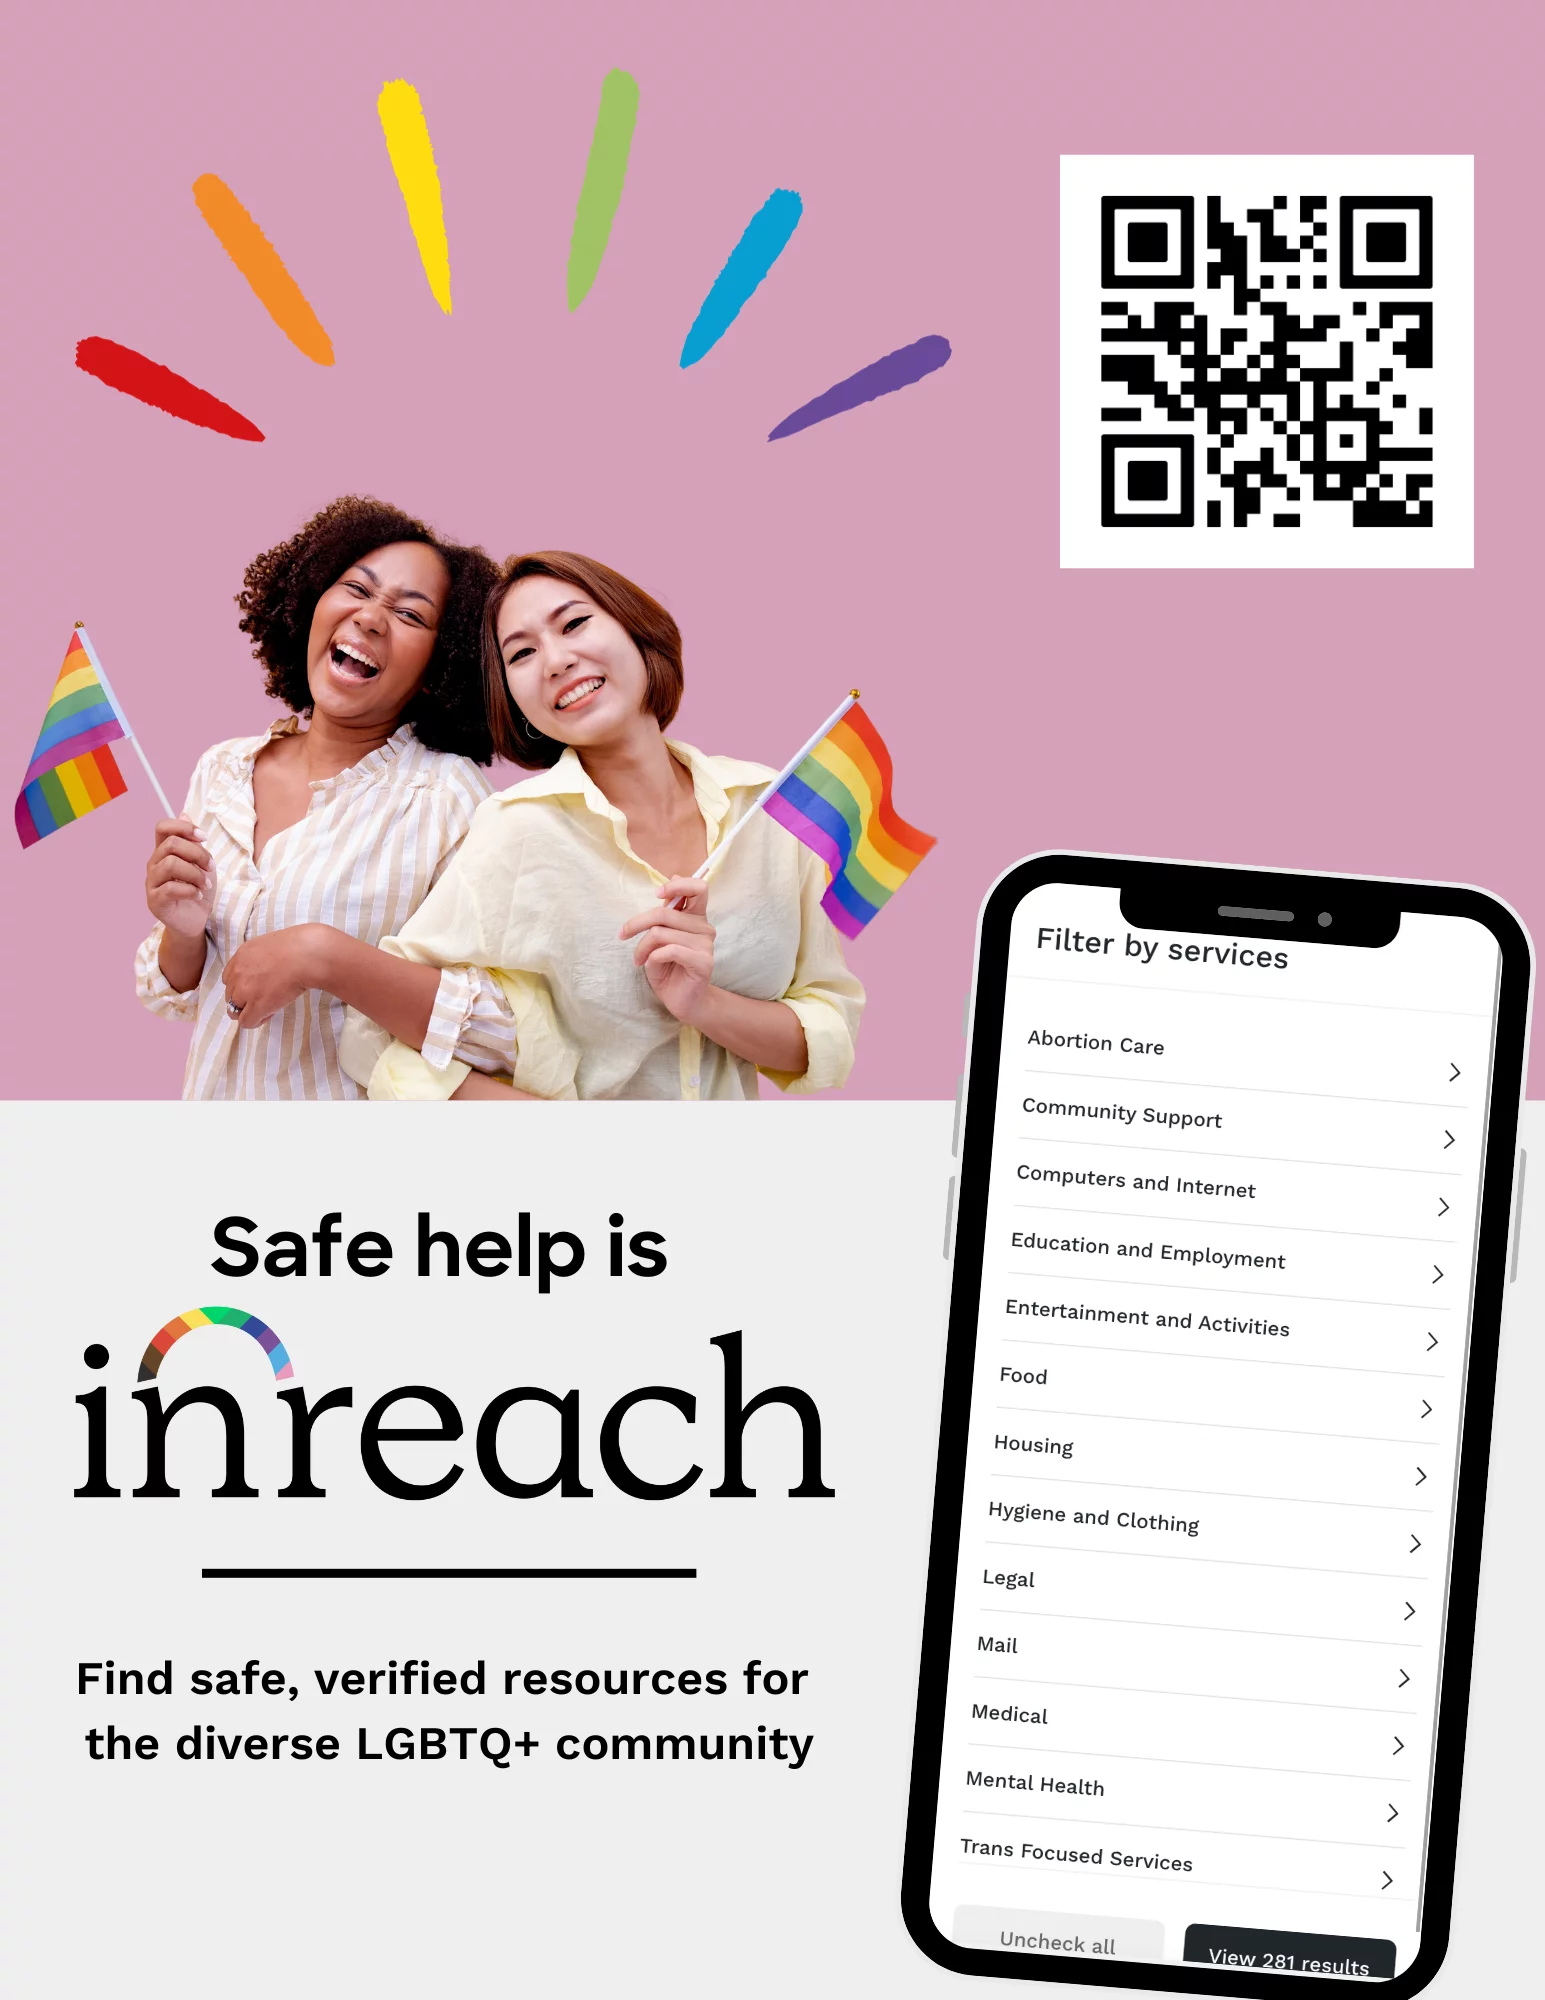 Safe help is
inreach
Find safe, verified resources for
the diverse LGBTQ+ community
Filter by services
Abortion Care
Community Support
Computers and Internet
Education and Employment
Entertainment and Activities
Food
Housing
Hygiene and Clothing
Legal
Mail
Medical
Mental Health
Trans Focused Services
Uncheck all
View 281 results